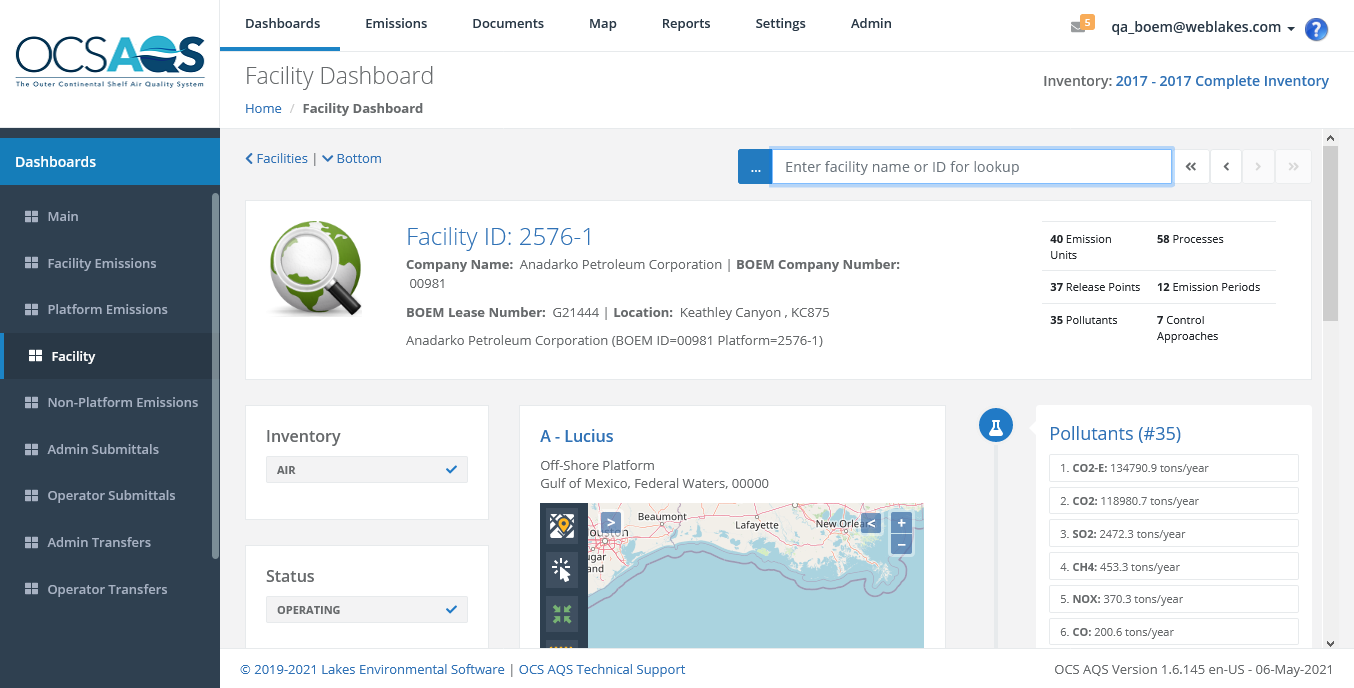 OCSAQS
The Outer Continental Shelf Air Quality System
Dashboards
Emissions
Documents
Map
Reports
Settings
Admin
5
qa_boem@weblakes.com
?
Facility Dashboard
Inventory: 2017 - 2017 Complete Inventory
Home / Facility Dashboard
Dashboards
Main
Facility Emissions
Platform Emissions
Facility
Non-Platform Emissions
Admin Submittals
Operator Submittals
Admin Transfers
Operator Transfers
Facilities | Bottom
...
Enter facility name or ID for lookup
Facility ID: 2576-1
Company Name: Anadarko Petroleum Corporation | BOEM Company Number:
00981
BOEM Lease Number: G21444 | Location: Keathley Canyon , KC875
Anadarko Petroleum Corporation (BOEM ID=00981 Platform=2576-1)
40 Emission
Units
58 Processes
37 Release Points
12 Emission Periods
35 Pollutants
7 Control
Approaches
Inventory
AIR
Status
OPERATING
A - Lucius
Off-Shore Platform
Gulf of Mexico, Federal Waters, 00000
>
Beaumont
Lafayette
New Orlea
<
+
−
ouston
ugar
and
Pollutants (#35)
1. CO2-E: 134790.9 tons/year
2. CO2: 118980.7 tons/year
3. SO2: 2472.3 tons/year
4. CH4: 453.3 tons/year
5. NOX: 370.3 tons/year
6. CO: 200.6 tons/year
© 2019-2021 Lakes Environmental Software | OCS AQS Technical Support
OCS AQS Version 1.6.145 en-US - 06-May-2021